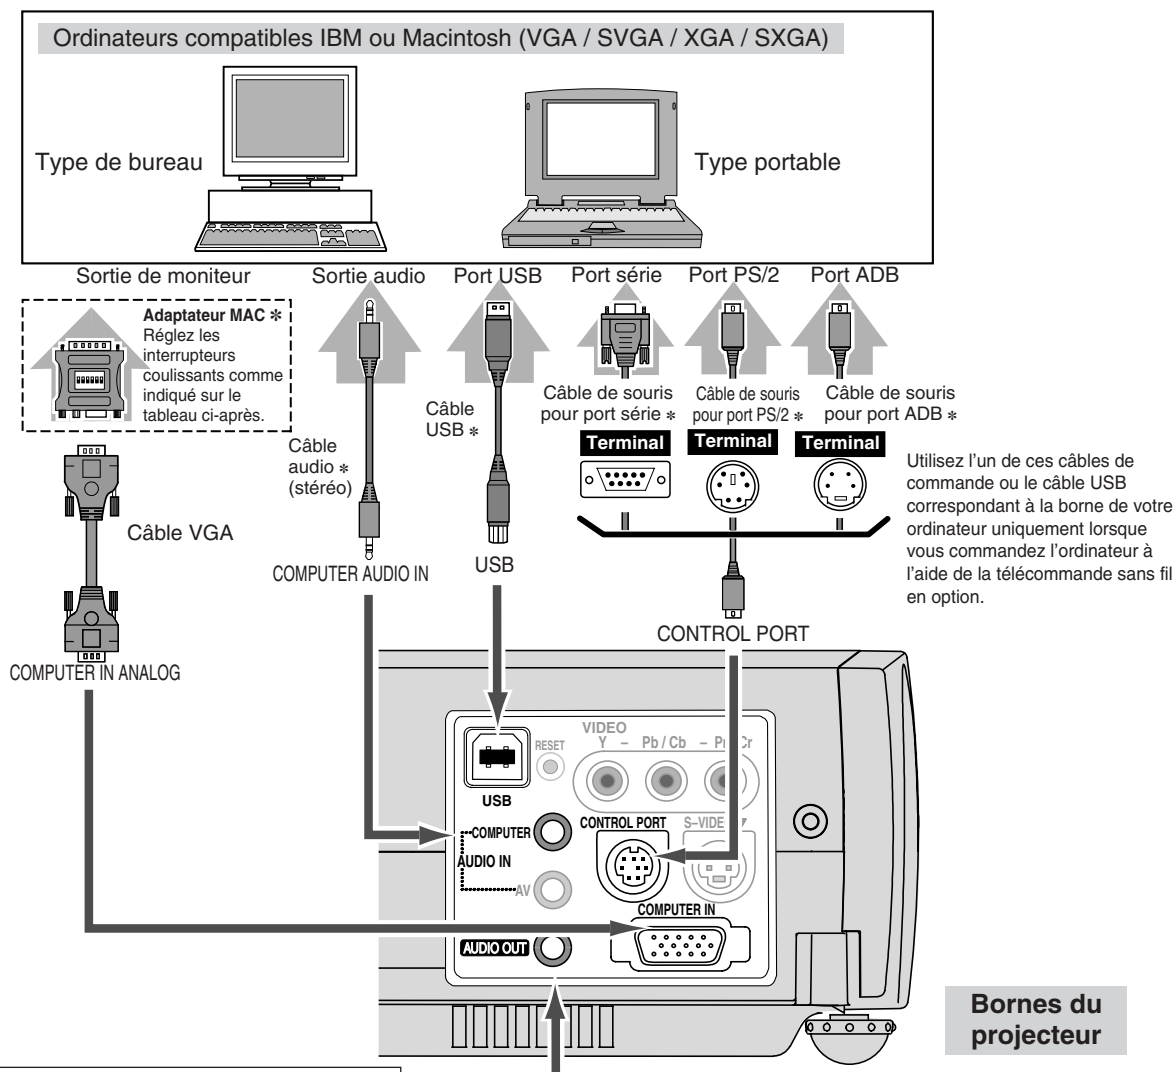 Ordinateurs compatibles IBM ou Macintosh (VGA / SVGA / XGA / SXGA)
Type de bureau
Type portable
Sortie de moniteur
Sortie audio
Port USB
Port série
Port PS/2
Port ADB
Adaptateur MAC ✻
Réglez les
interrupteurs
coulissants comme
indiqué sur le
tableau ci-après.
Câble
USB ✻
Câble de souris
pour port série ✻
Câble de souris
pour port PS/2 ✻
Câble de souris
pour port ADB ✻
Terminal
Terminal
Terminal
Câble
audio ✻
(stéréo)
Utilisez l’un de ces câbles de
commande ou le câble USB
correspondant à la borne de votre
ordinateur uniquement lorsque
vous commandez l’ordinateur à
l’aide de la télécommande sans fil
en option.
Câble VGA
COMPUTER AUDIO IN
USB
CONTROL PORT
COMPUTER IN ANALOG
VIDEO
Y – Pb / Cb – Pr / Cr
RESET
USB
COMPUTER
AUDIO IN
AV
CONTROL PORT
S–VIDEO
COMPUTER IN
AUDIO OUT
Bornes du
projecteur